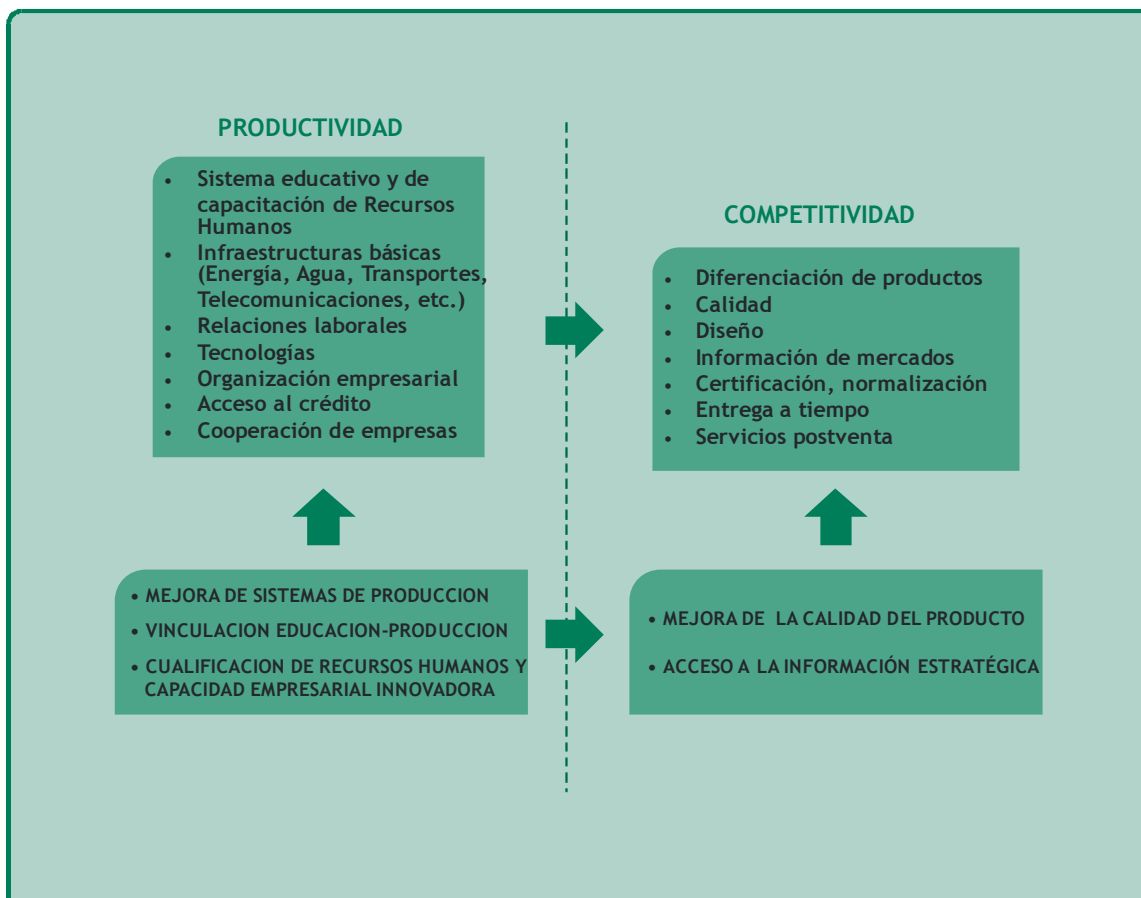 PRODUCTIVIDAD
• Sistema educativo y de
capacitación de Recursos
Humanos
• Infraestructuras básicas
(Energía, Agua, Transportes,
Telecomunicaciones, etc.)
• Relaciones laborales
• Tecnologías
• Organización empresarial
• Acceso al crédito
• Cooperación de empresas
COMPETITIVIDAD
• Diferenciación de productos
• Calidad
• Diseño
• Información de mercados
• Certificación, normalización
• Entrega a tiempo
• Servicios postventa
• MEJORA DE SISTEMAS DE PRODUCCION
• VINCULACION EDUCACION-PRODUCCION
• CUALIFICACION DE RECURSOS HUMANOS Y
CAPACIDAD EMPRESARIAL INNOVADORA
• MEJORA DE LA CALIDAD DEL PRODUCTO
• ACCESO A LA INFORMACIÓN ESTRATÉGICA